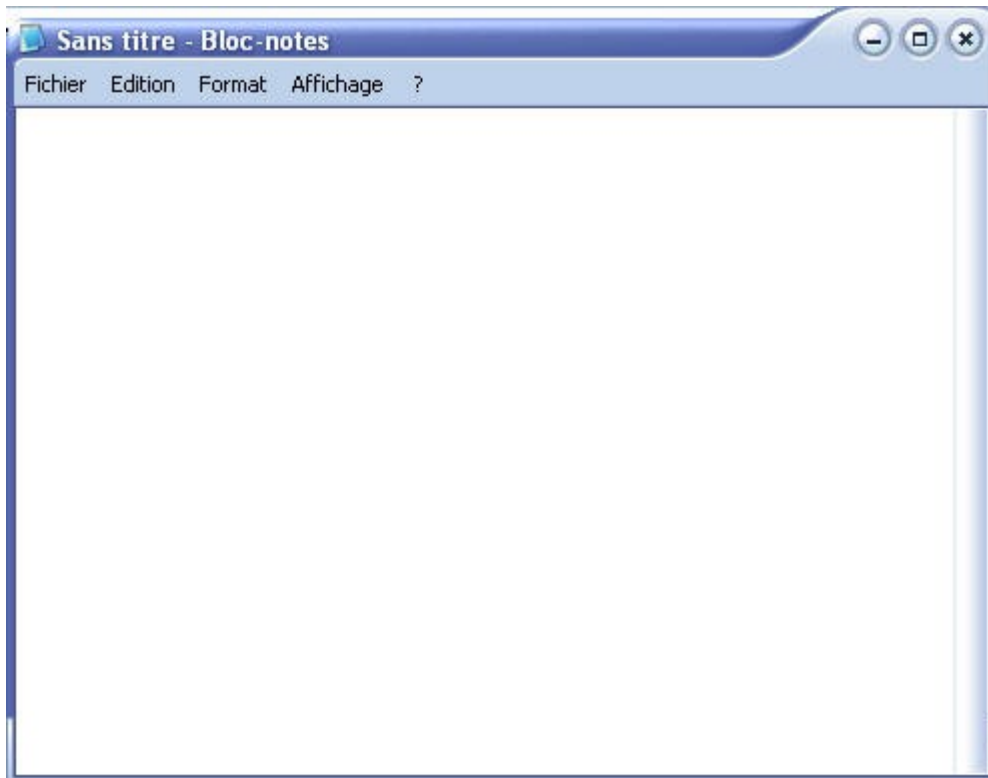 Sans titre - Bloc-notes
Fichier Edition Format Affichage ?